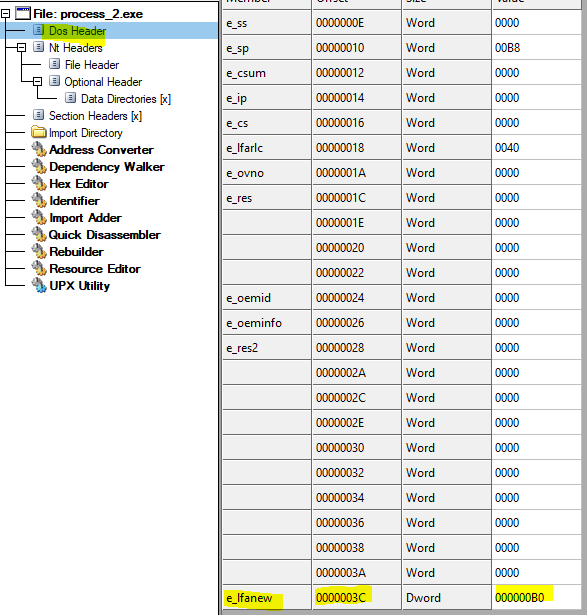 File: process_2.exe
Dos Header
Nt Headers
File Header
Optional Header
Data Directories [x]
Section Headers [x]
Import Directory
Address Converter
Dependency Walker
Hex Editor
Identifier
Import Adder
Quick Disassembler
Rebuilder
Resource Editor
UPX Utility
Member Offset Size Value
e_ss 0000000E Word 0000
e_sp 00000010 Word 00B8
e_csum 00000012 Word 0000
e_ip 00000014 Word 0000
e_cs 00000016 Word 0000
e_lfarlc 00000018 Word 0040
e_ovno 0000001A Word 0000
e_res 0000001C Word 0000
0000001E Word 0000
00000020 Word 0000
00000022 Word 0000
e_oemid 00000024 Word 0000
e_oeminfo 00000026 Word 0000
e_res2 00000028 Word 0000
0000002A Word 0000
0000002C Word 0000
0000002E Word 0000
00000030 Word 0000
00000032 Word 0000
00000034 Word 0000
00000036 Word 0000
00000038 Word 0000
0000003A Word 0000
e_lfanew 0000003C Dword 000000B0